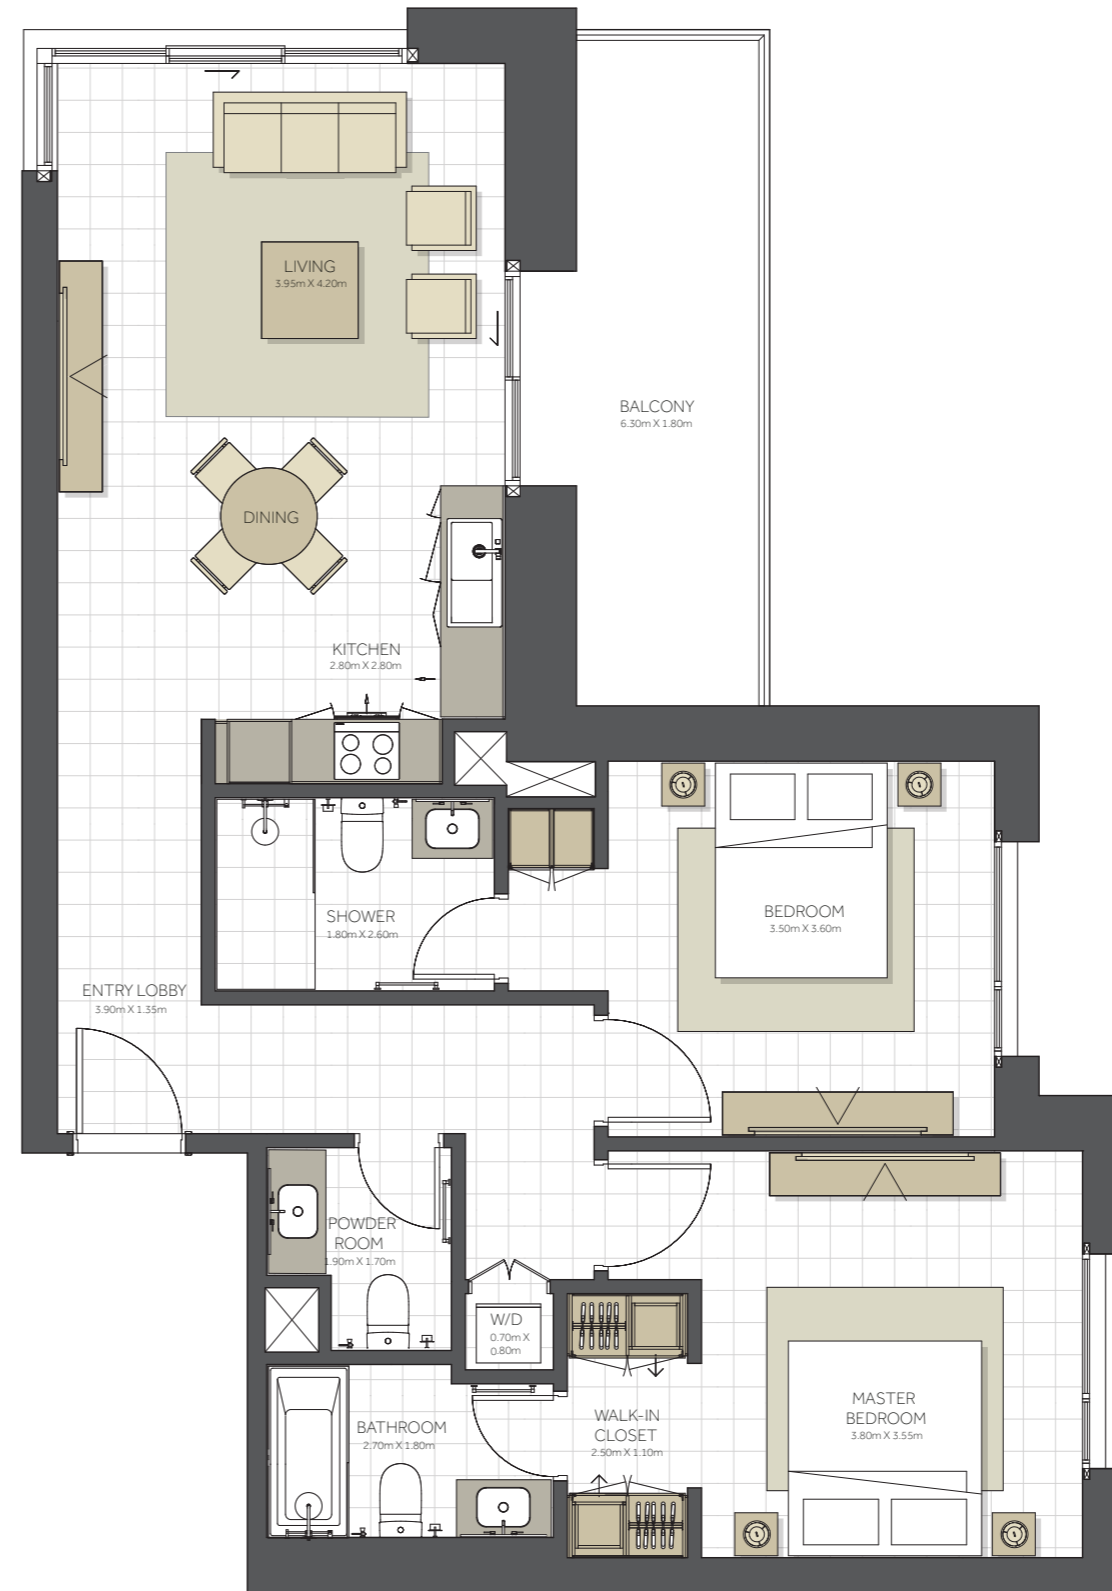 LIVING
3.95m X 4.20m
BALCONY
6.30m X 1.80m
DINING
KITCHEN
2.80m X 2.80m
SHOWER
1.80m X 2.60m
BEDROOM
3.50m X 3.60m
ENTRY LOBBY
3.90m X 1.35m
POWDER
ROOM
1.90m X 1.70m
W/D
0.70m X
0.80m
BATHROOM
2.70m X 1.80m
WALK-IN
CLOSET
2.50m X 1.10m
MASTER
BEDROOM
3.80m X 3.55m